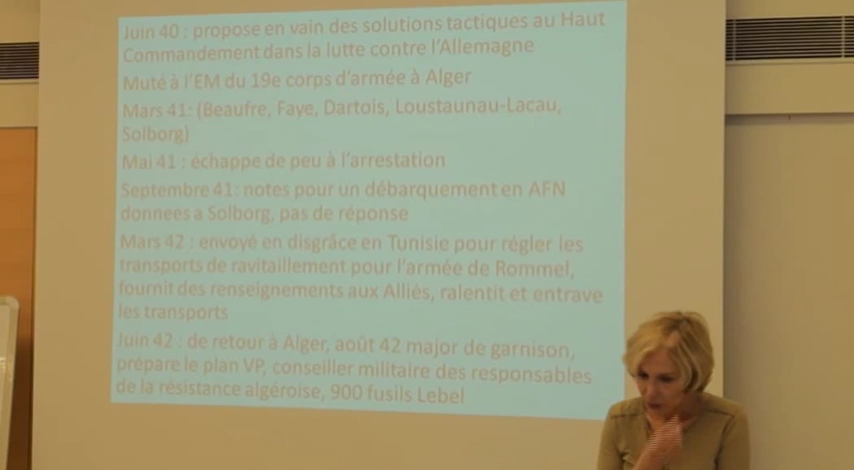 Juin 40 : propose en vain des solutions tactiques au Haut
Commandement dans la lutte contre l'Allemagne
Muté à l'EM du 19e corps d'armée à Alger
Mars 41: (Beaufre, Faye, Dartois, Loustaunau-Lacau,
Solborg)
Mai 41 : échappe de peu à l'arrestation
Septembre 41: notes pour un débarquement en AFN
donnees a Solborg, pas de réponse
Mars 42 : envoyé en disgrâce en Tunisie pour régler les
transports de ravitaillement pour l'armée de Rommel,
fournit des renseignements aux Alliés, ralentit et entrave
les transports
Juin 42 : de retour à Alger, août 42 major de garnison,
prépare le plan VP, conseiller militaire des responsables
de la résistance algéroise, 900 fusils Lebel